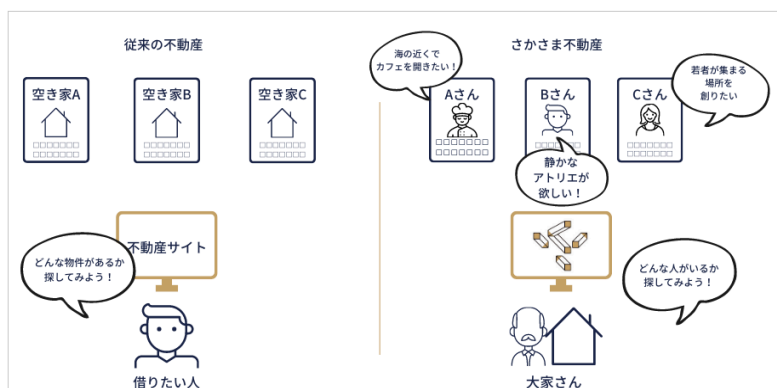 従来の不動産
空き家A
空き家B
空き家C
□□□□□□□
□□□□□□□
□□□□□□□
□□□□□□□
□□□□□□□
□□□□□□□
不動産サイト
どんな物件があるか
探してみよう!
借りたい人
さかさま不動産
海の近くで
カフェを開きたい!
Aさん
Bさん
Cさん
若者が集まる
場所を
創りたい
静かな
アトリエが
欲しい!
どんな人がいるか
探してみよう!
大家さん